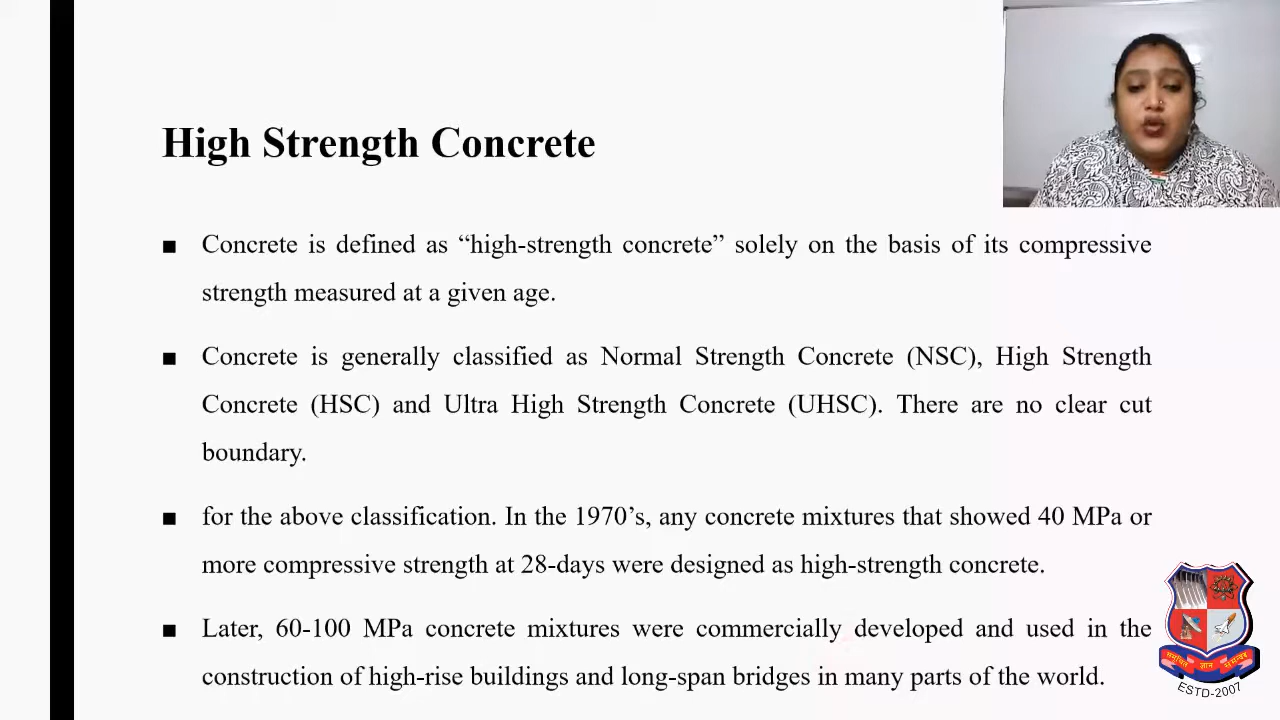 High Strength Concrete
■ Concrete is defined as “high-strength concrete” solely on the basis of its compressive
strength measured at a given age.
■ Concrete is generally classified as Normal Strength Concrete (NSC), High Strength
Concrete (HSC) and Ultra High Strength Concrete (UHSC). There are no clear cut
boundary.
■ for the above classification. In the 1970’s, any concrete mixtures that showed 40 MPa or
more compressive strength at 28-days were designed as high-strength concrete.
■ Later, 60-100 MPa concrete mixtures were commercially developed and used in the
construction of high-rise buildings and long-span bridges in many parts of the world.
ज्ञान
ESTD-2007